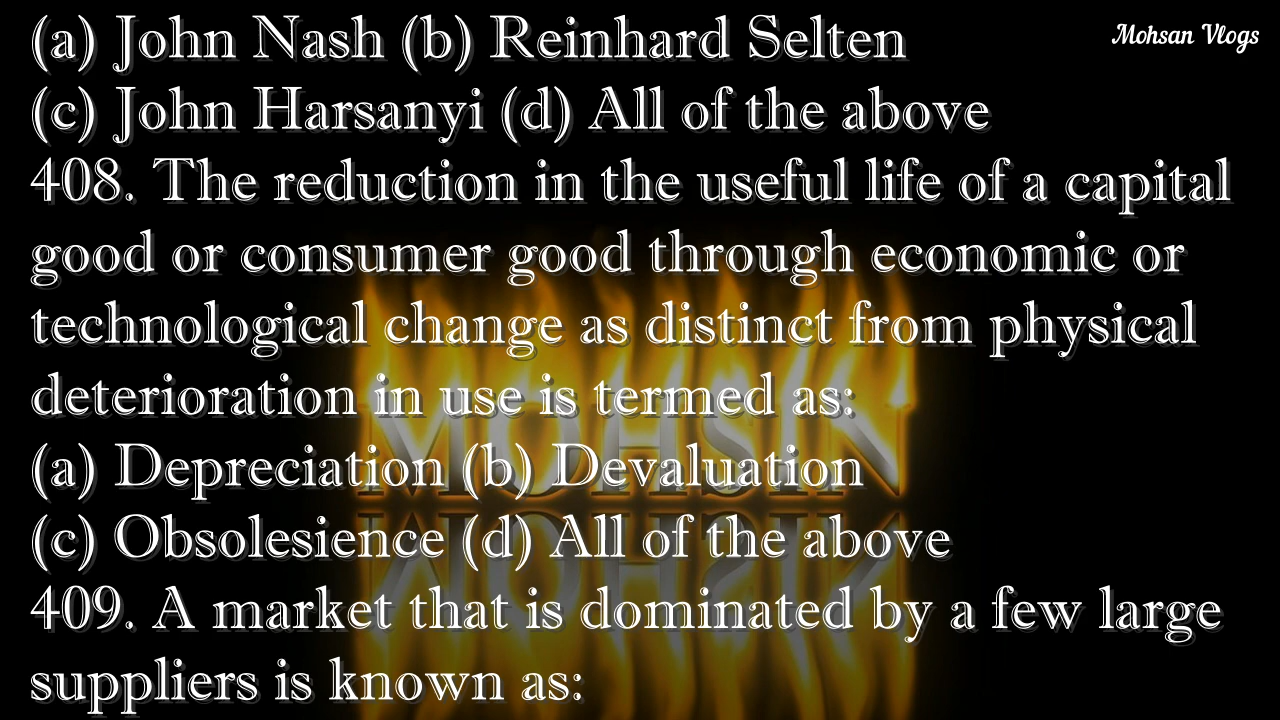 (a) John Nash (b) Reinhard Selten
Mohsan Vlogs
(c) John Harsanyi (d) All of the above
408. The reduction in the useful life of a capital
good or consumer good through economic or
technological change as distinct from physical
deterioration in use is termed as:
(a) Depreciation (b) Devaluation
MOHSIN
(c) Obsolesience (d) All of the above
409. A market that is dominated by a few large
suppliers is known as: